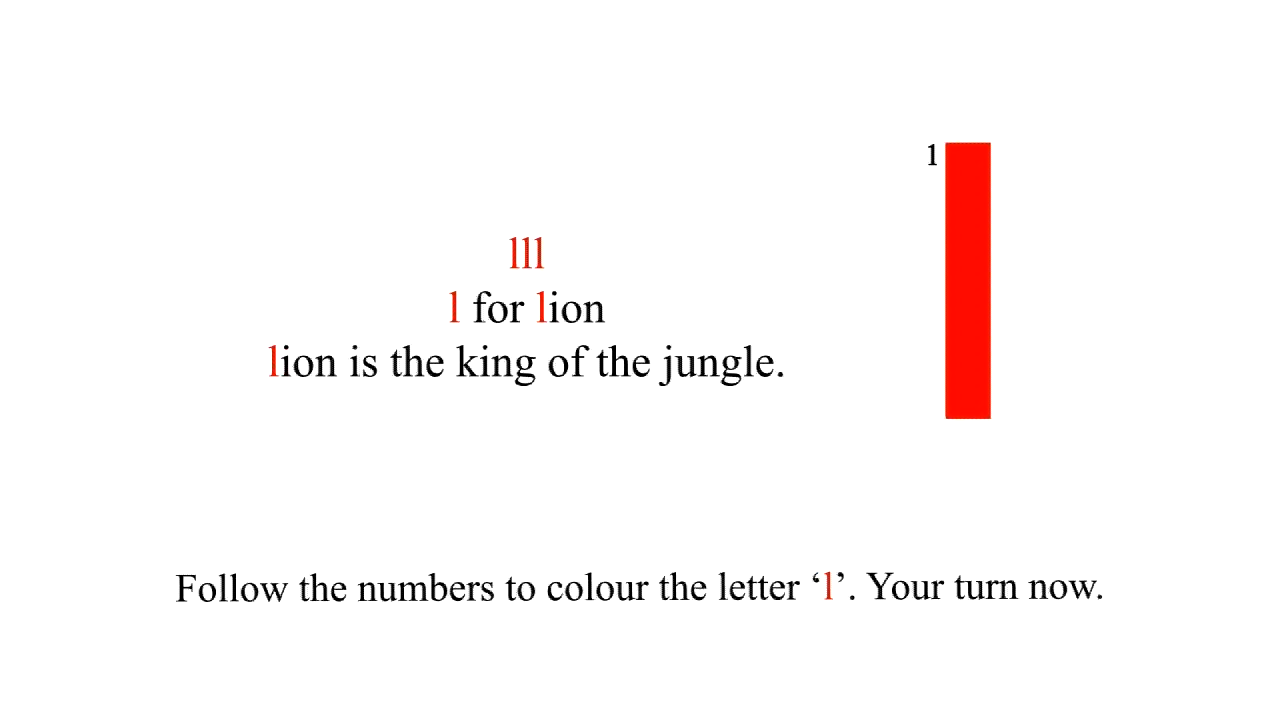 1
lll
l for lion
lion is the king of the jungle.
Follow the numbers to colour the letter ‘l’. Your turn now.